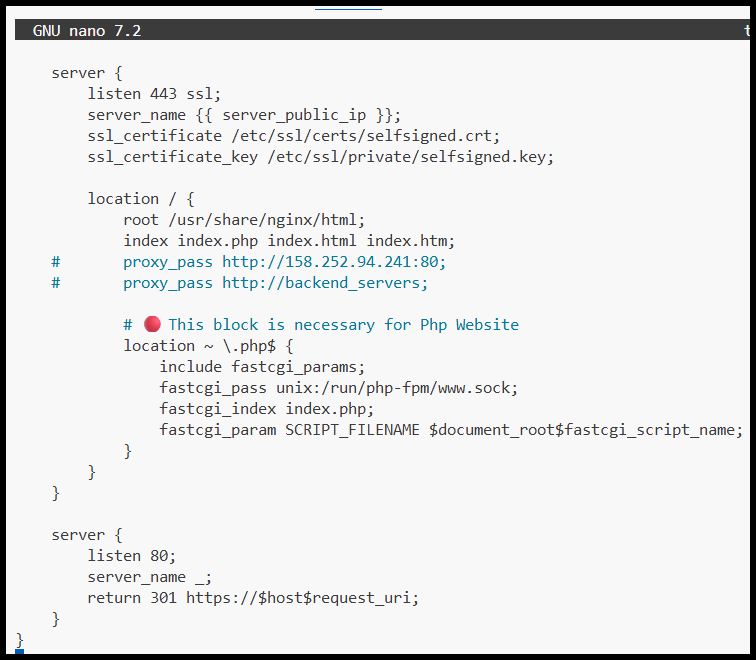 GNU nano 7.2
server {
listen 443 ssl;
server_name {{ server_public_ip }};
ssl_certificate /etc/ssl/certs/selfsigned.crt;
ssl_certificate_key /etc/ssl/private/selfsigned.key;
location / {
root /usr/share/nginx/html;
index index.php index.html index.htm;
# proxy_pass http://158.252.94.241:80;
# proxy_pass http://backend_servers;
# 🔴 This block is necessary for Php Website
location ~ \.php$ {
include fastcgi_params;
fastcgi_pass unix:/run/php-fpm/www.sock;
fastcgi_index index.php;
fastcgi_param SCRIPT_FILENAME $document_root$fastcgi_script_name;
}
}
}
server {
listen 80;
server_name _;
return 301 https://$host$request_uri;
}
}